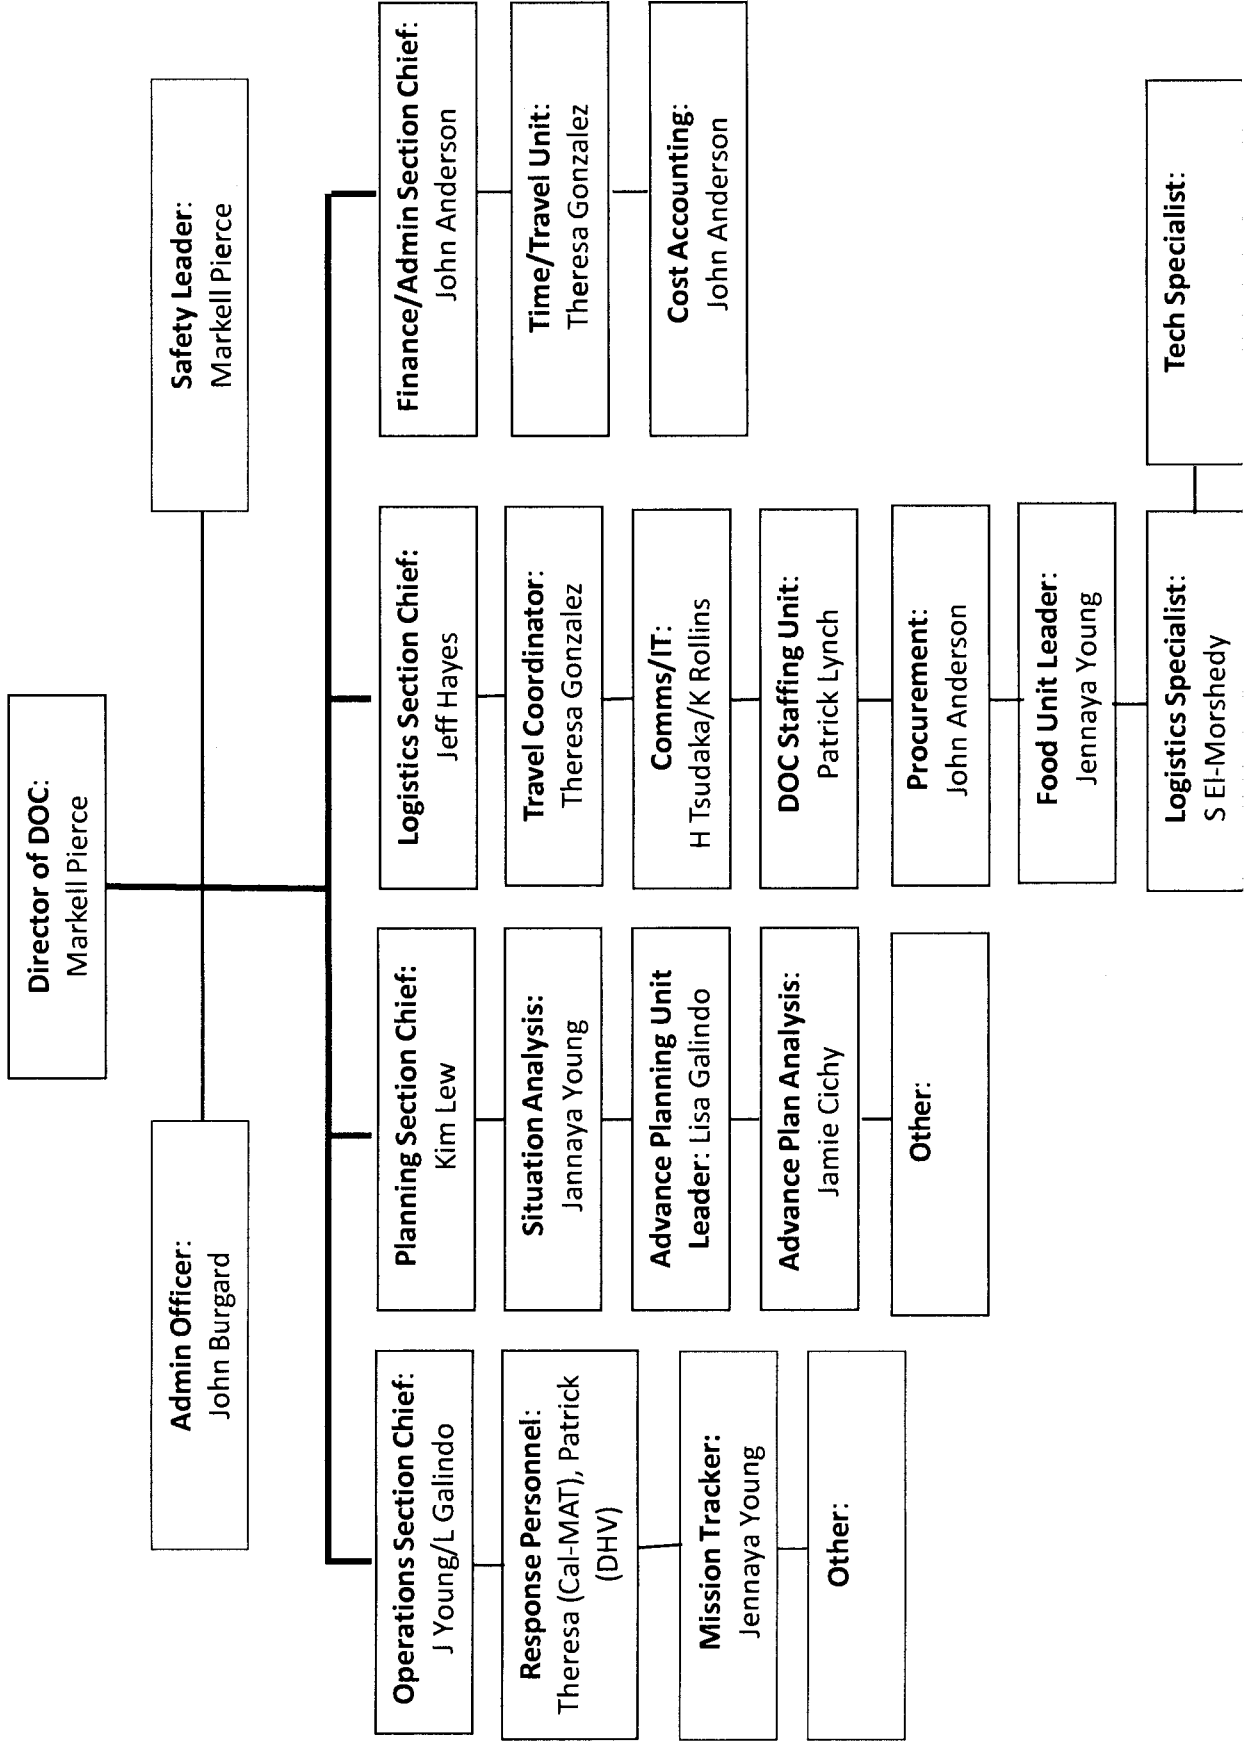 Director of DOC:
Markell Pierce
Admin Officer:
John Burgard
Safety Leader:
Markell Pierce
Operations Section Chief:
J Young/L Galindo
Response Personnel:
Theresa (Cal-MAT), Patrick
(DHV)
Mission Tracker:
Jennaya Young
Other:
Planning Section Chief:
Kim Lew
Situation Analysis:
Jannaya Young
Advance Planning Unit
Leader: Lisa Galindo
Advance Plan Analysis:
Jamie Cichy
Other:
Logistics Section Chief:
Jeff Hayes
Travel Coordinator:
Theresa Gonzalez
Comms/IT:
H Tsudaka/K Rollins
DOC Staffing Unit:
Patrick Lynch
Procurement:
John Anderson
Food Unit Leader:
Jennaya Young
Logistics Specialist:
S El-Morshedy
Tech Specialist:
Finance/Admin Section Chief:
John Anderson
Time/Travel Unit:
Theresa Gonzalez
Cost Accounting:
John Anderson